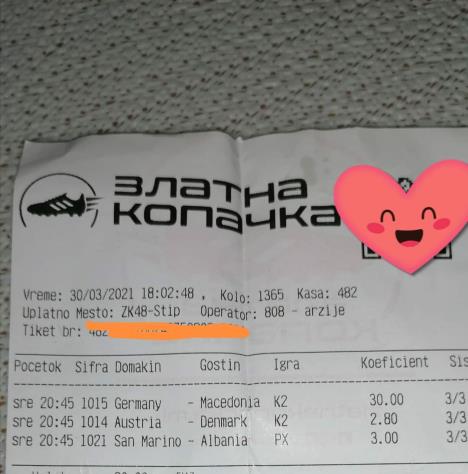 ЗЛАТНА
КОПАЧКА
Vreme: 30/03/2021 18:02:48 , Kolo: 1365 Kasa: 482
Uplatno Mesto: ZK48-Stip Operator: 808 - arzije
Tiket br:
Pocetok Sifra Domakin Gostin Igra Koeficient Sis
sre 20:45 1015 Germany - Macedonia K2 30.00 3/3
sre 20:45 1014 Austria - Denmark K2 2.80 3/3
sre 20:45 1021 San Marino - Albania PX 3.00 3/3